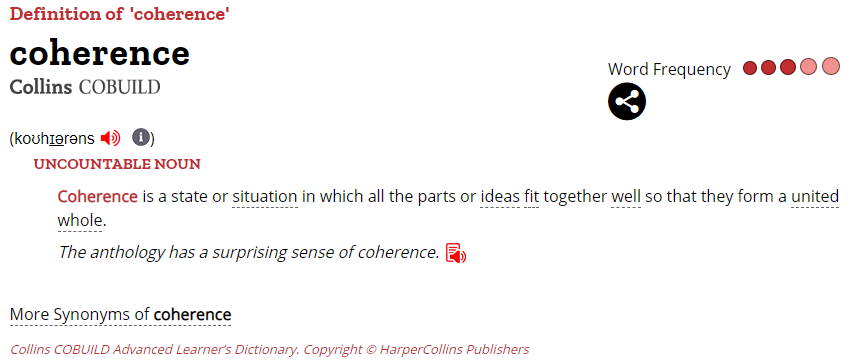 Definition of 'coherence'
coherence
Collins COBUILD
Word Frequency
(koʊhɪərəns)
UNCOUNTABLE NOUN
Coherence is a state or situation in which all the parts or ideas fit together well so that they form a united
whole.
The anthology has a surprising sense of coherence.
More Synonyms of coherence
Collins COBUILD Advanced Learner’s Dictionary. Copyright © HarperCollins Publishers